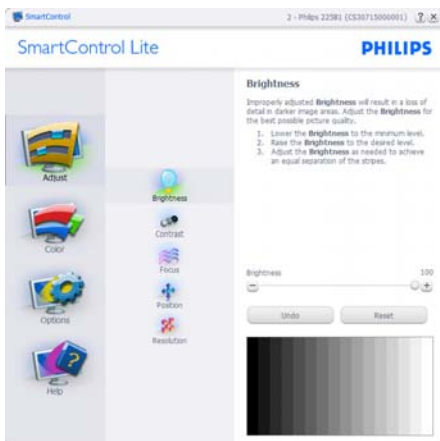 SmartControl
2 - Philips 225B1 (CS30715000001)
SmartControl Lite
PHILIPS
Adjust
Color
Options
Help
Brightness
Contrast
Focus
Position
Resolution
Brightness
Improperly adjusted Brightness will result in a loss of
detail in darker image areas. Adjust the Brightness for
the best possible picture quality.
1. Lower the Brightness to the minimum level.
2. Raise the Brightness to the desired level.
3. Adjust the Brightness as needed to achieve
an equal separation of the stripes.
Brightness 100
Undo Reset